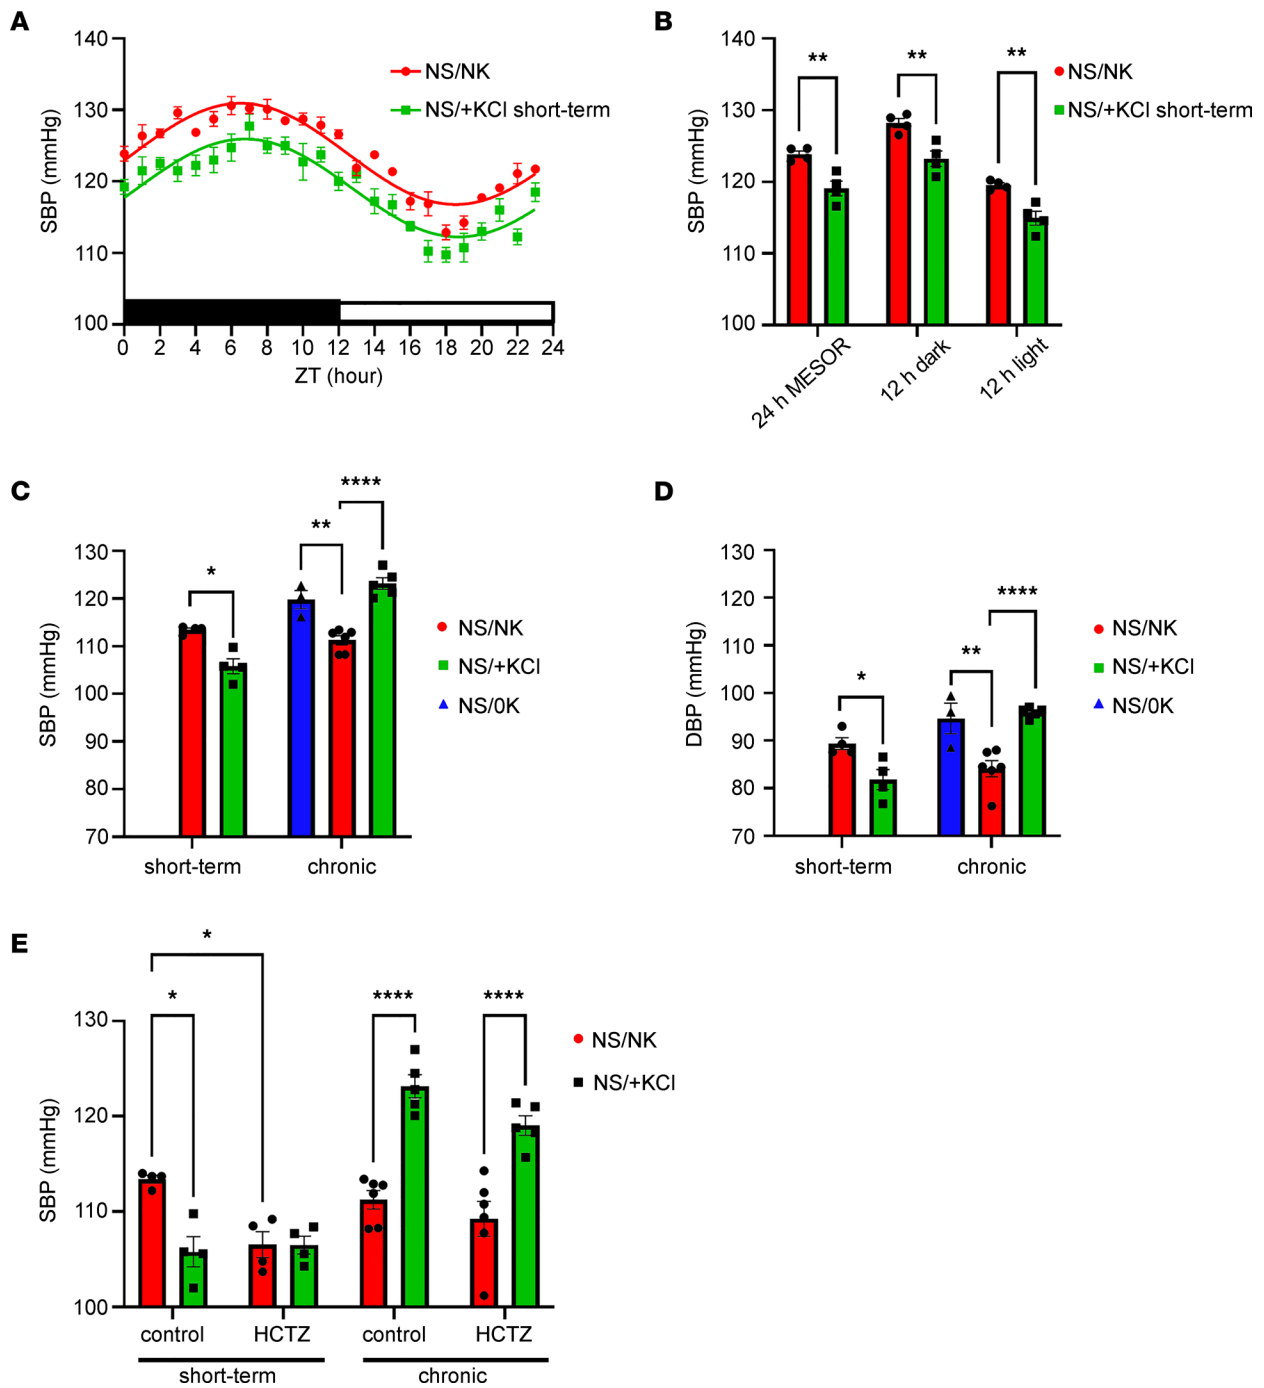 A
140
130
120
110
100
SBP (mmHg)
NS/NK
NS/+KCl short-term
0 2 4 6 8 10 12 14 16 18 20 22 24
ZT (hour)
B
140
130
120
110
100
SBP (mmHg)
** ** **
NS/NK
NS/+KCl short-term
24 h MESOR
12 h dark
12 h light
C
130
120
110
100
90
80
70
SBP (mmHg)
* ** ****
NS/NK
NS/+KCl
NS/0K
short-term chronic
D
130
120
110
100
90
80
70
DBP (mmHg)
* ** ****
NS/NK
NS/+KCl
NS/0K
short-term chronic
E
130
120
110
100
SBP (mmHg)
*
* **** ****
NS/NK
NS/+KCl
control HCTZ control HCTZ
short-term chronic